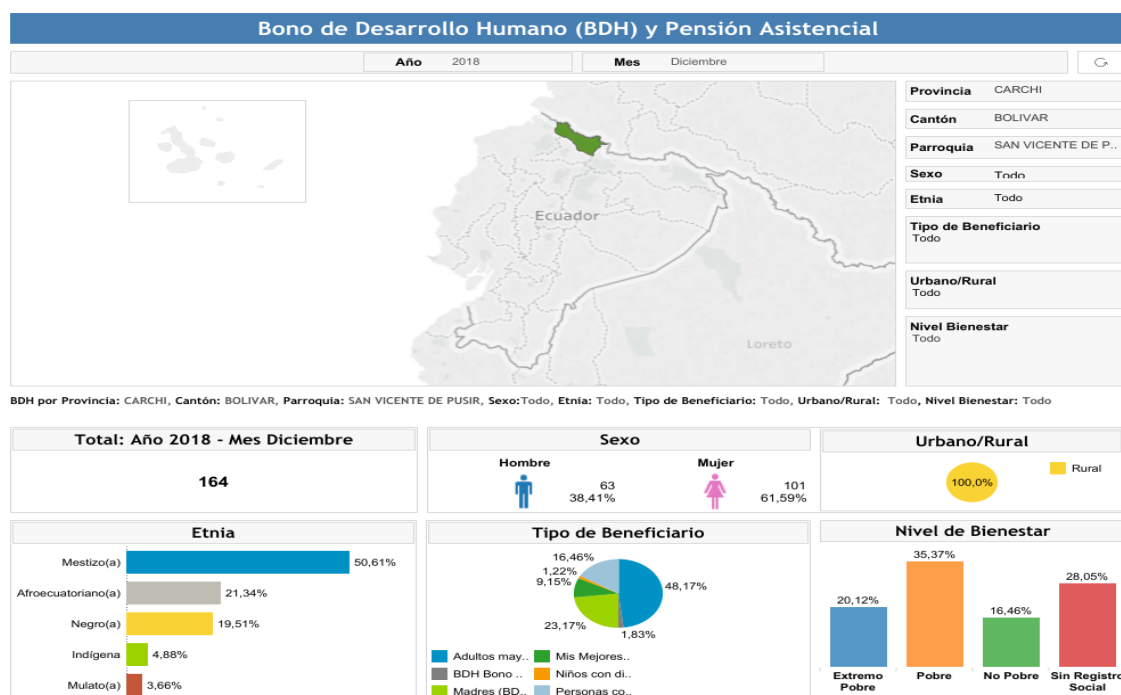 Bono de Desarrollo Humano (BDH) y Pensión Asistencial
Año 2018 Mes Diciembre
Provincia CARCHI
Cantón BOLIVAR
Parroquia SAN VICENTE DE P..
Sexo Todo
Etnia Todo
Tipo de Beneficiario
Todo
Urbano/Rural
Todo
Nivel Bienestar
Todo
Ecuador
Loreto
BDH por Provincia: CARCHI, Cantón: BOLIVAR, Parroquia: SAN VICENTE DE PUSIR, Sexo:Todo, Etnia: Todo, Tipo de Beneficiario: Todo, Urbano/Rural: Todo, Nivel Bienestar: Todo
Total: Año 2018 - Mes Diciembre
164
Sexo
Hombre
63
38,41%
Mujer
101
61,59%
Urbano/Rural
100,0%
Rural
Etnia
Mestizo(a) 50,61%
Afroecuatoriano(a) 21,34%
Negro(a) 19,51%
Indígena 4,88%
Mulato(a) 3,66%
Tipo de Beneficiario
16,46%
1,22%
9,15%
48,17%
23,17%
1,83%
Adultos may.. Mis Mejores..
BDH Bono .. Niños con di..
Madres (BD.. Personas co..
Nivel de Bienestar
20,12%
35,37%
16,46%
28,05%
Extremo Pobre
Pobre
No Pobre
Sin Registro Social